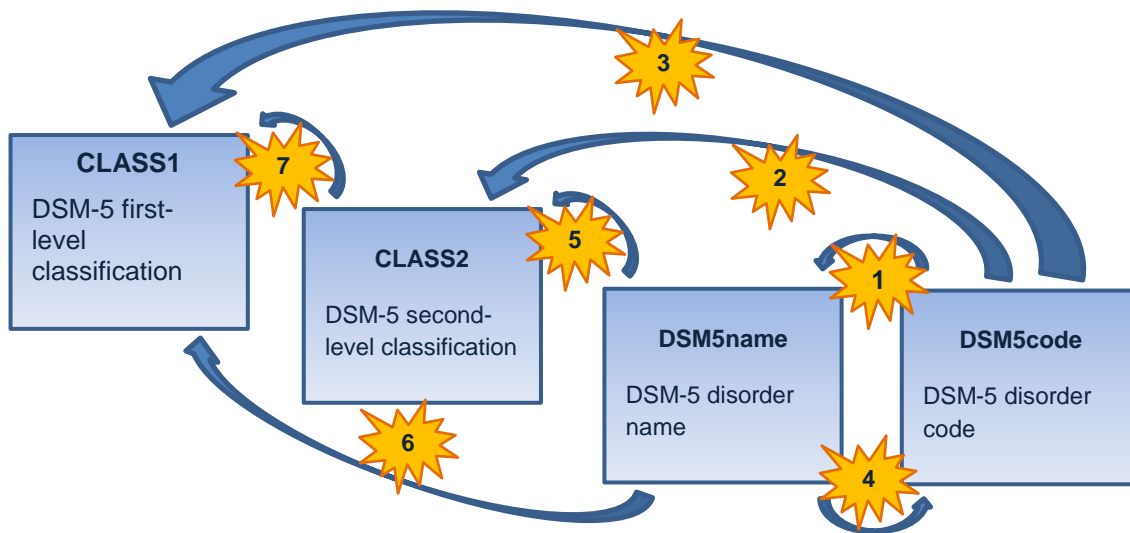 3
CLASS1
DSM-5 first-
level
classification
7
2
CLASS2
DSM-5 second-
level classification
5
1
DSM5name
DSM-5 disorder
name
DSM5code
DSM-5 disorder
code
6
4